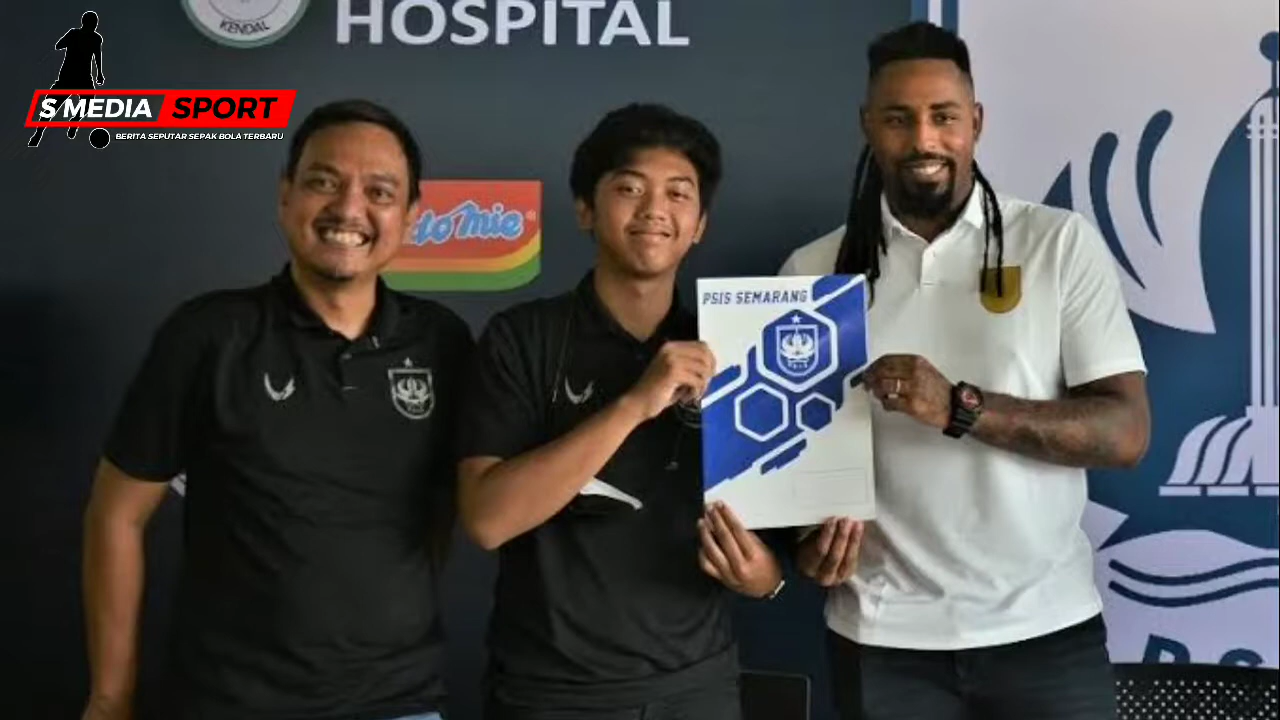 KENDAL
HOSPITAL
S MEDIA SPORT
BERITA SEPUTAR SEPAK BOLA TERBARU
PSIS SEMARANG